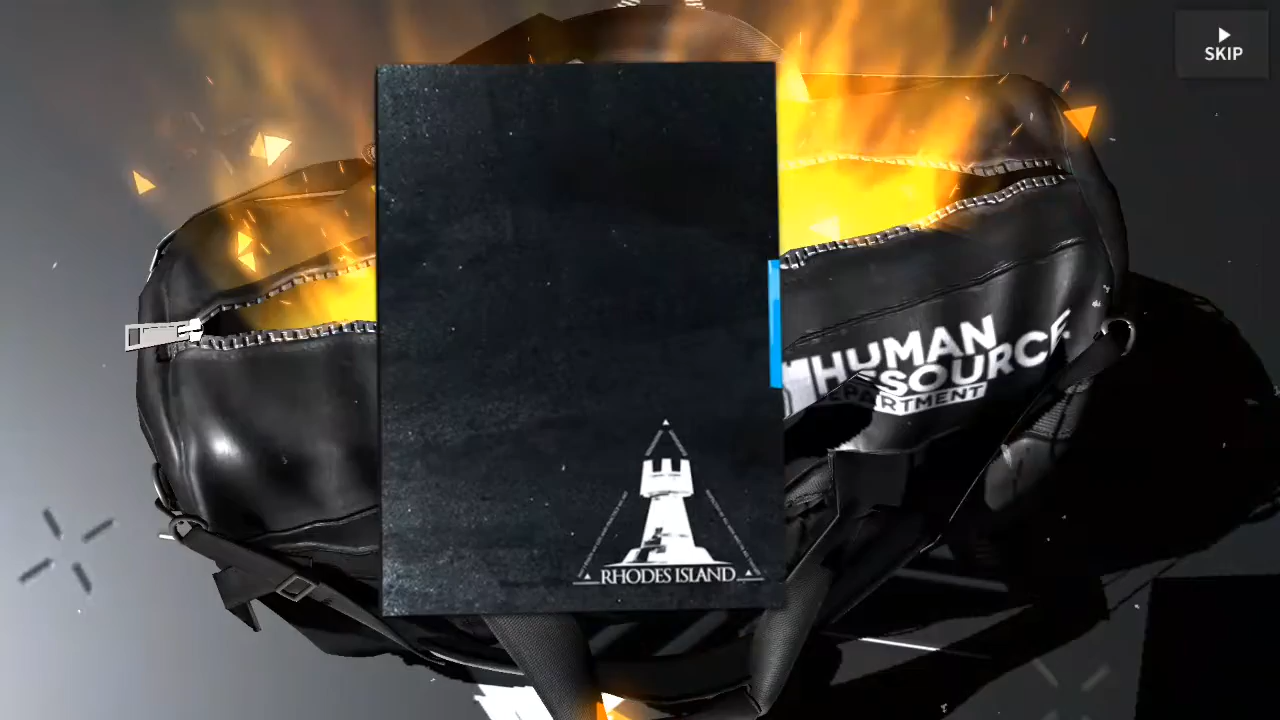 SKIP
HUMAN
RESOURCE
DEPARTMENT
RHODES ISLAND